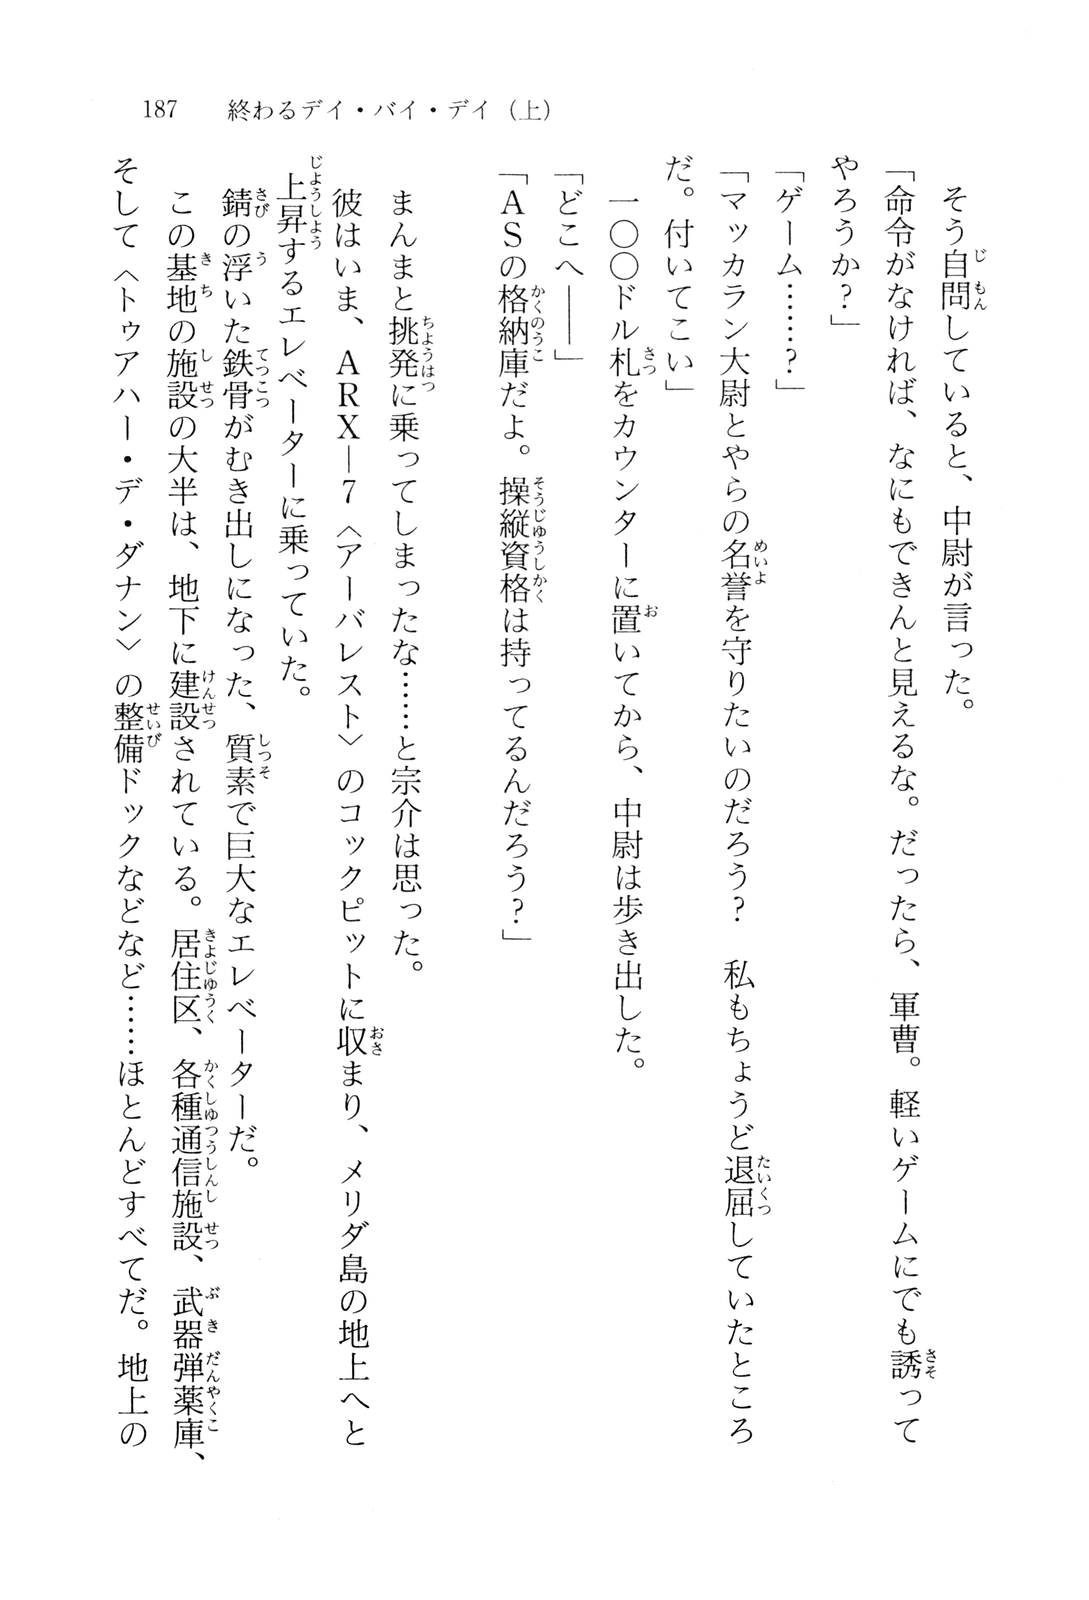 187　終わるデイ・バイ・デイ（上）
そう自問していると、中尉が言った。
「命令がなければ、なにもできんと見えるな。だったら、軍曹。軽いゲームにでも誘って
やろうか？」
「ゲーム……？」
「マッカラン大尉とやらの名誉を守りたいのだろう？　私もちょうど退屈していたところ
だ。付いてこい」
一〇〇ドル札をカウンターに置いてから、中尉は歩き出した。
「どこへ――」
「ＡＳの格納庫だよ。操縦資格は持ってるんだろう？」
まんまと挑発に乗ってしまったな……と宗介は思った。
彼はいま、ＡＲＸ―７〈アーバレスト〉のコックピットに収まり、メリダ島の地上へと
上昇するエレベーターに乗っていた。
錆の浮いた鉄骨がむき出しになった、質素で巨大なエレベーターだ。
この基地の施設の大半は、地下に建設されている。居住区、各種通信施設、武器弾薬庫、
そして〈トゥアハー・デ・ダナン〉の整備ドックなどなど……ほとんどすべてだ。地上の